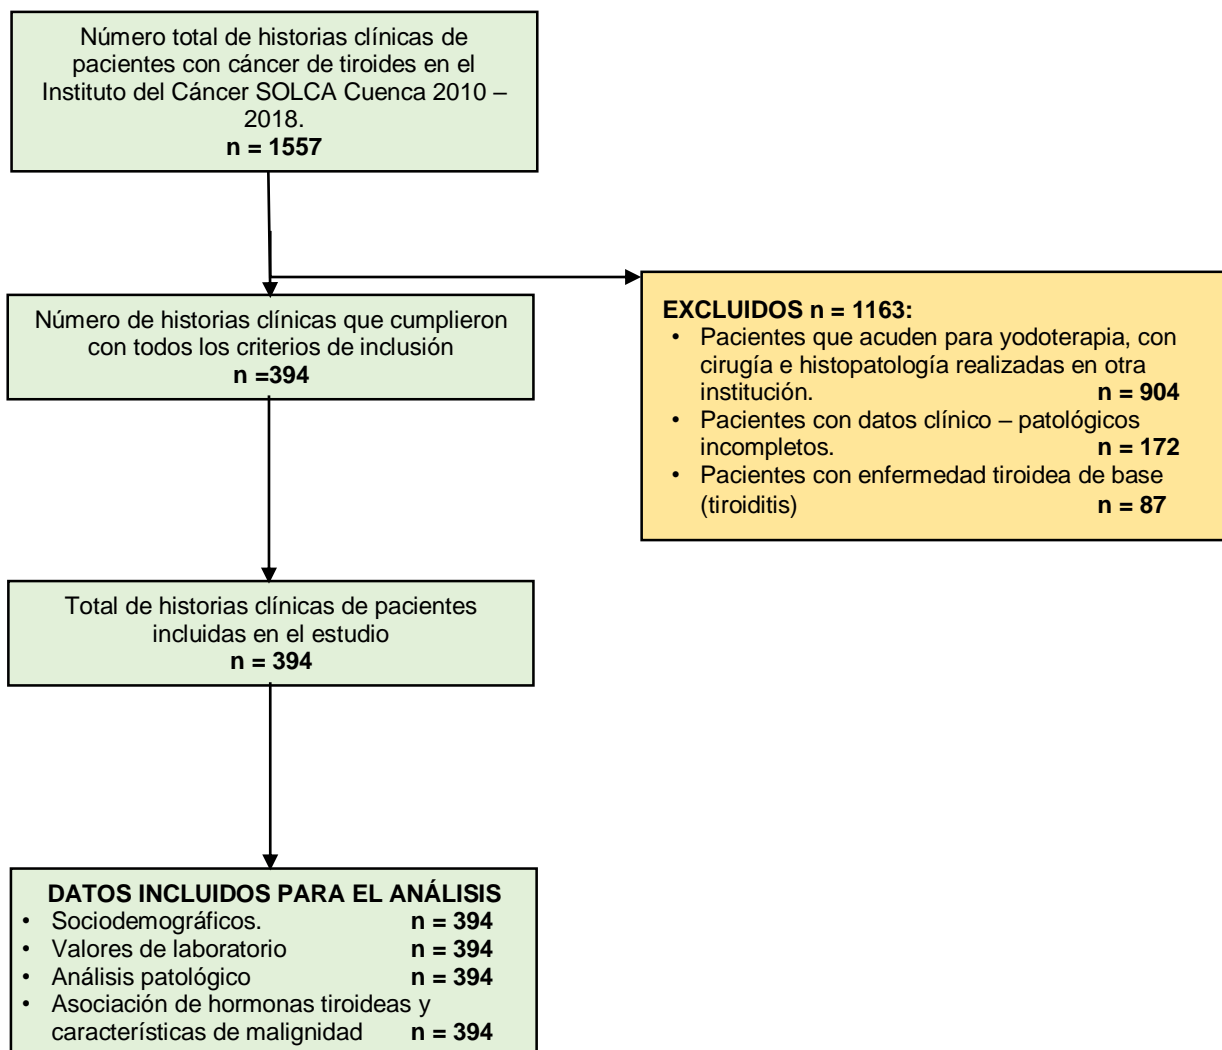 Número total de historias clínicas de
pacientes con cáncer de tiroides en el
Instituto del Cáncer SOLCA Cuenca 2010 –
2018.
n = 1557
Número de historias clínicas que cumplieron
con todos los criterios de inclusión
n =394
EXCLUIDOS n = 1163:
• Pacientes que acuden para yodoterapia, con
cirugía e histopatología realizadas en otra
institución. n = 904
• Pacientes con datos clínico – patológicos
incompletos. n = 172
• Pacientes con enfermedad tiroidea de base
(tiroiditis) n = 87
Total de historias clínicas de pacientes
incluidas en el estudio
n = 394
DATOS INCLUIDOS PARA EL ANÁLISIS
• Sociodemográficos. n = 394
• Valores de laboratorio n = 394
• Análisis patológico n = 394
• Asociación de hormonas tiroideas y
características de malignidad n = 394